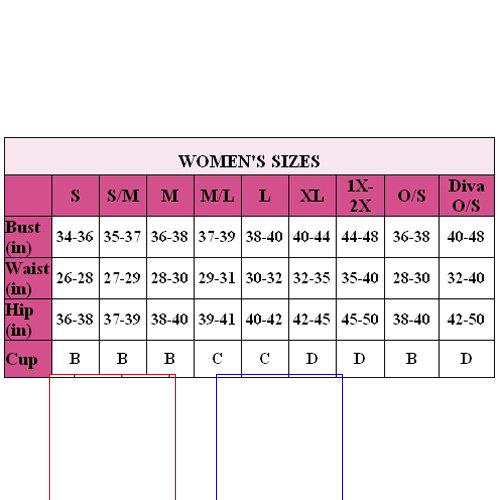 WOMEN'S SIZES
S S/M M M/L L XL 1X-2X O/S Diva O/S
Bust (in) 34-36 35-37 36-38 37-39 38-40 40-44 44-48 36-38 40-48
Waist (in) 26-28 27-29 28-30 29-31 30-32 32-35 35-40 28-30 32-40
Hip (in) 36-38 37-39 38-40 39-41 40-42 42-45 45-50 38-40 42-50
Cup B B B C C D D B D